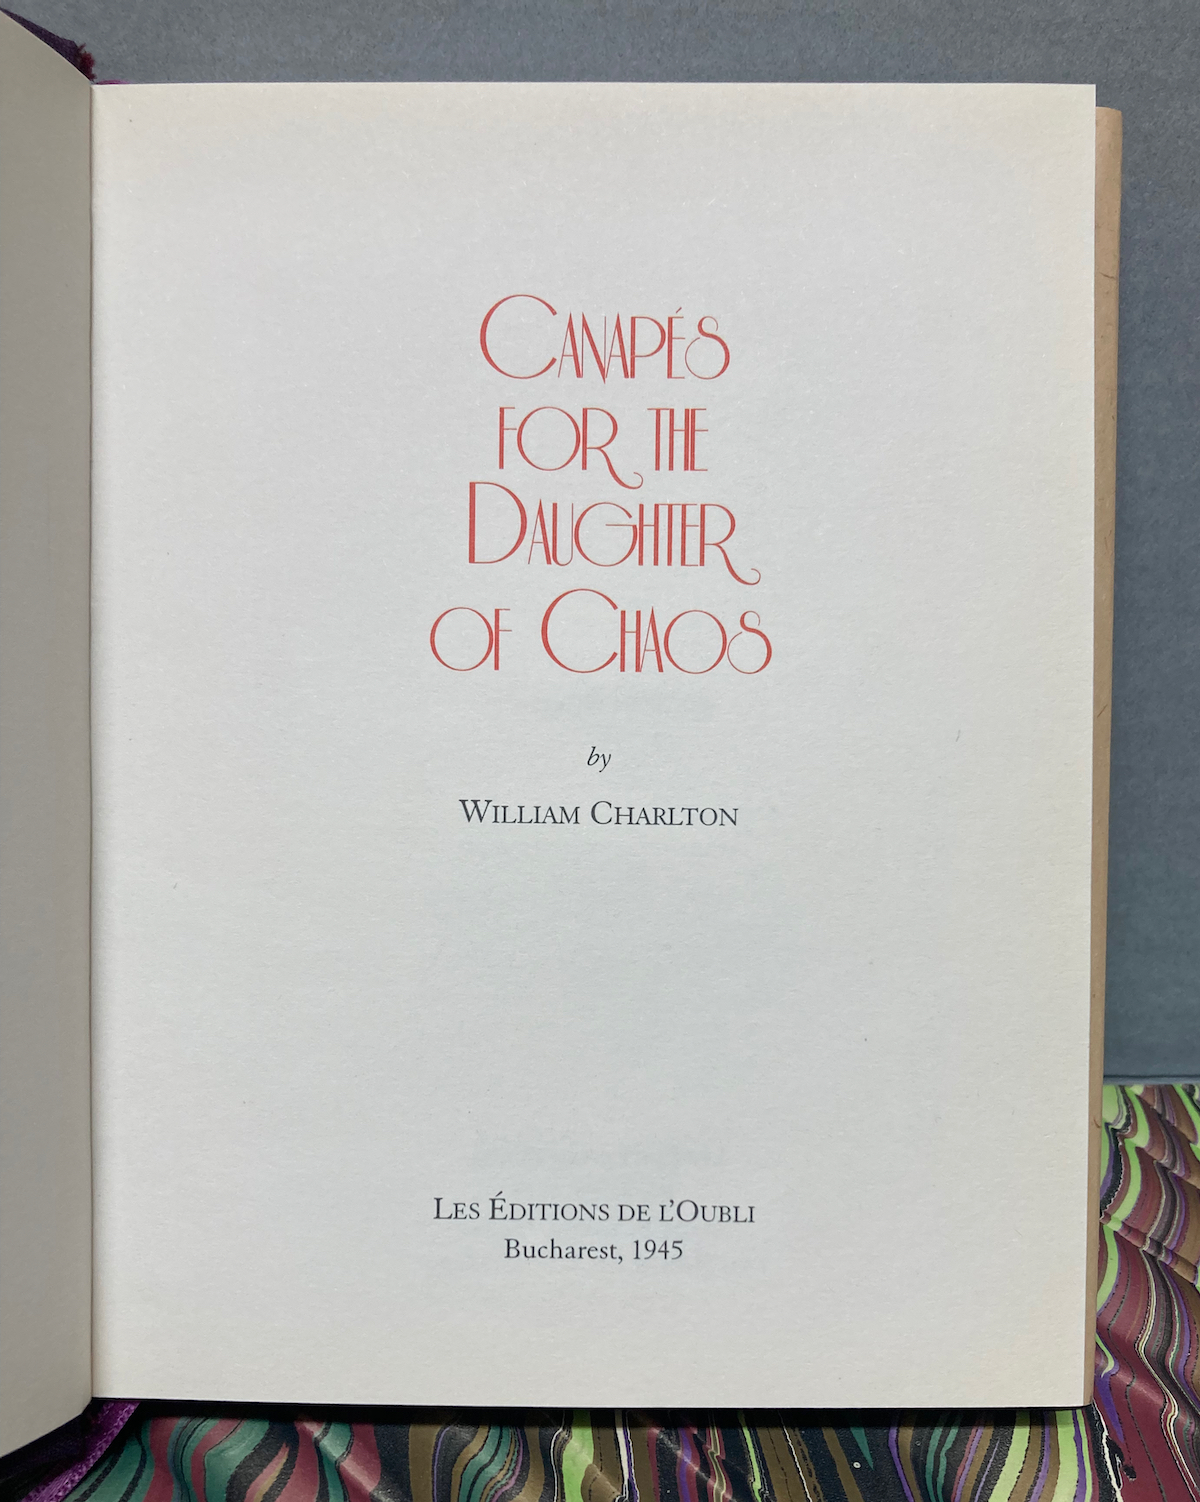 Canapés
for the
Daughter
of Chaos
by
William Charlton
Les Éditions de l'Oubli
Bucharest, 1945